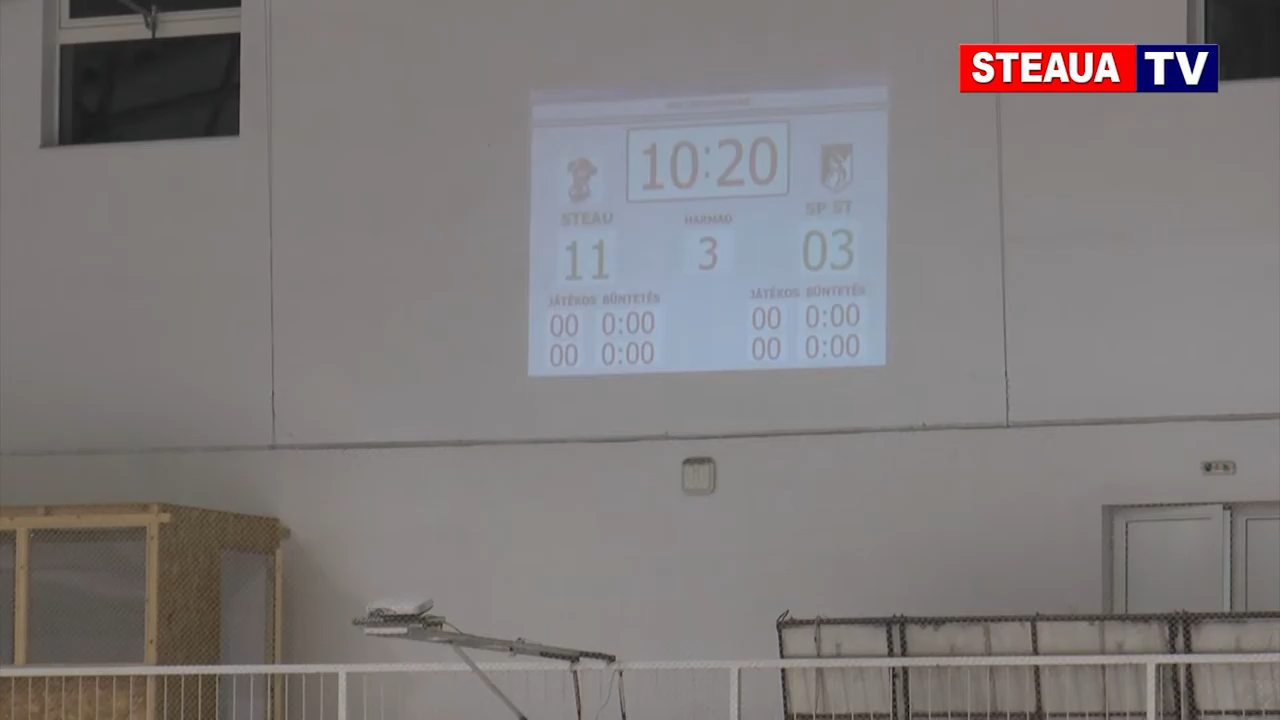 STEAUA TV
10:20
STEAU HARMAD SP ST
11 3 03
JÁTÉKOS BÜNTETÉS JÁTÉKOS BÜNTETÉS
00 0:00 00 0:00
00 0:00 00 0:00